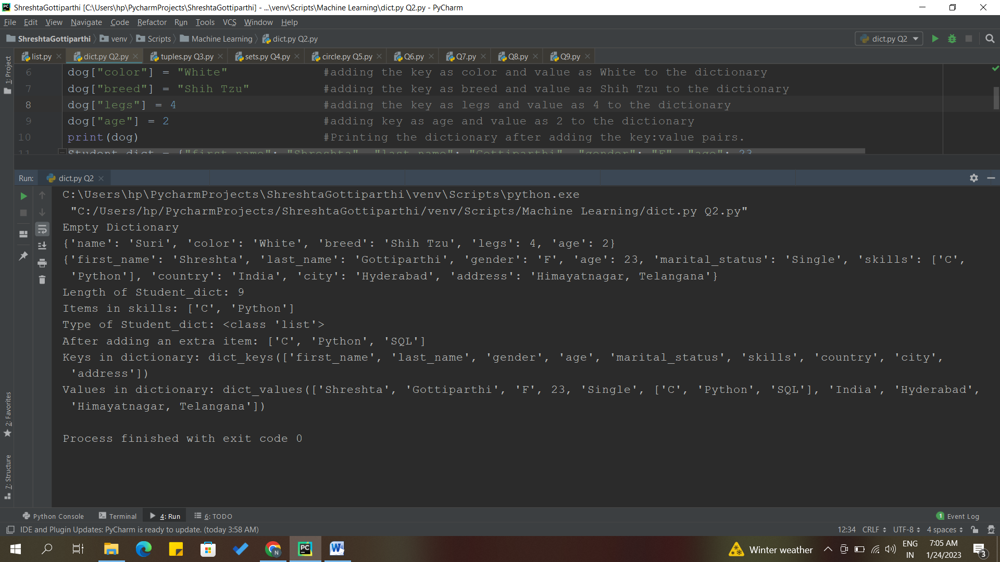 ShreshtaGottiparthi [C:\Users\hp\PycharmProjects\ShreshtaGottiparthi] - ...\venv\Scripts\Machine Learning\dict.py Q2.py - PyCharm
File Edit View Navigate Code Refactor Run Tools VCS Window Help
ShreshtaGottiparthi venv Scripts Machine Learning dict.py Q2.py dict.py Q2
list.py dict.py Q2.py tuples.py Q3.py sets.py Q4.py circle.py Q5.py Q6.py Q7.py Q8.py Q9.py
1: Project
6 dog["color"] = "White" #adding the key as color and value as White to the dictionary
7 dog["breed"] = "Shih Tzu" #adding the key as breed and value as Shih Tzu to the dictionary
8 dog["legs"] = 4 #adding the key as legs and value as 4 to the dictionary
9 dog["age"] = 2 #adding key as age and value as 2 to the dictionary
10 print(dog) #Printing the dictionary after adding the key:value pairs.
11 Student_dict = {"first_name": "Shreshta", "last_name": "Gottiparthi", "gender": "F", "age": 23,
Run: dict.py Q2
C:\Users\hp\PycharmProjects\ShreshtaGottiparthi\venv\Scripts\python.exe
"C:/Users/hp/PycharmProjects/ShreshtaGottiparthi/venv/Scripts/Machine Learning/dict.py Q2.py"
Empty Dictionary
{'name': 'Suri', 'color': 'White', 'breed': 'Shih Tzu', 'legs': 4, 'age': 2}
{'first_name': 'Shreshta', 'last_name': 'Gottiparthi', 'gender': 'F', 'age': 23, 'marital_status': 'Single', 'skills': ['C',
'Python'], 'country': 'India', 'city': 'Hyderabad', 'address': 'Himayatnagar, Telangana'}
Length of Student_dict: 9
Items in skills: ['C', 'Python']
Type of Student_dict: <class 'list'>
After adding an extra item: ['C', 'Python', 'SQL']
Keys in dictionary: dict_keys(['first_name', 'last_name', 'gender', 'age', 'marital_status', 'skills', 'country', 'city',
'address'])
Values in dictionary: dict_values(['Shreshta', 'Gottiparthi', 'F', 23, 'Single', ['C', 'Python', 'SQL'], 'India', 'Hyderabad',
'Himayatnagar, Telangana'])
Process finished with exit code 0
2: Favorites
7: Structure
Python Console Terminal 4: Run 6: TODO 1 Event Log
IDE and Plugin Updates: PyCharm is ready to update. (today 3:58 AM) 12:34 CRLF UTF-8 4 spaces
Winter weather ENG IN 7:05 AM 1/24/2023 3